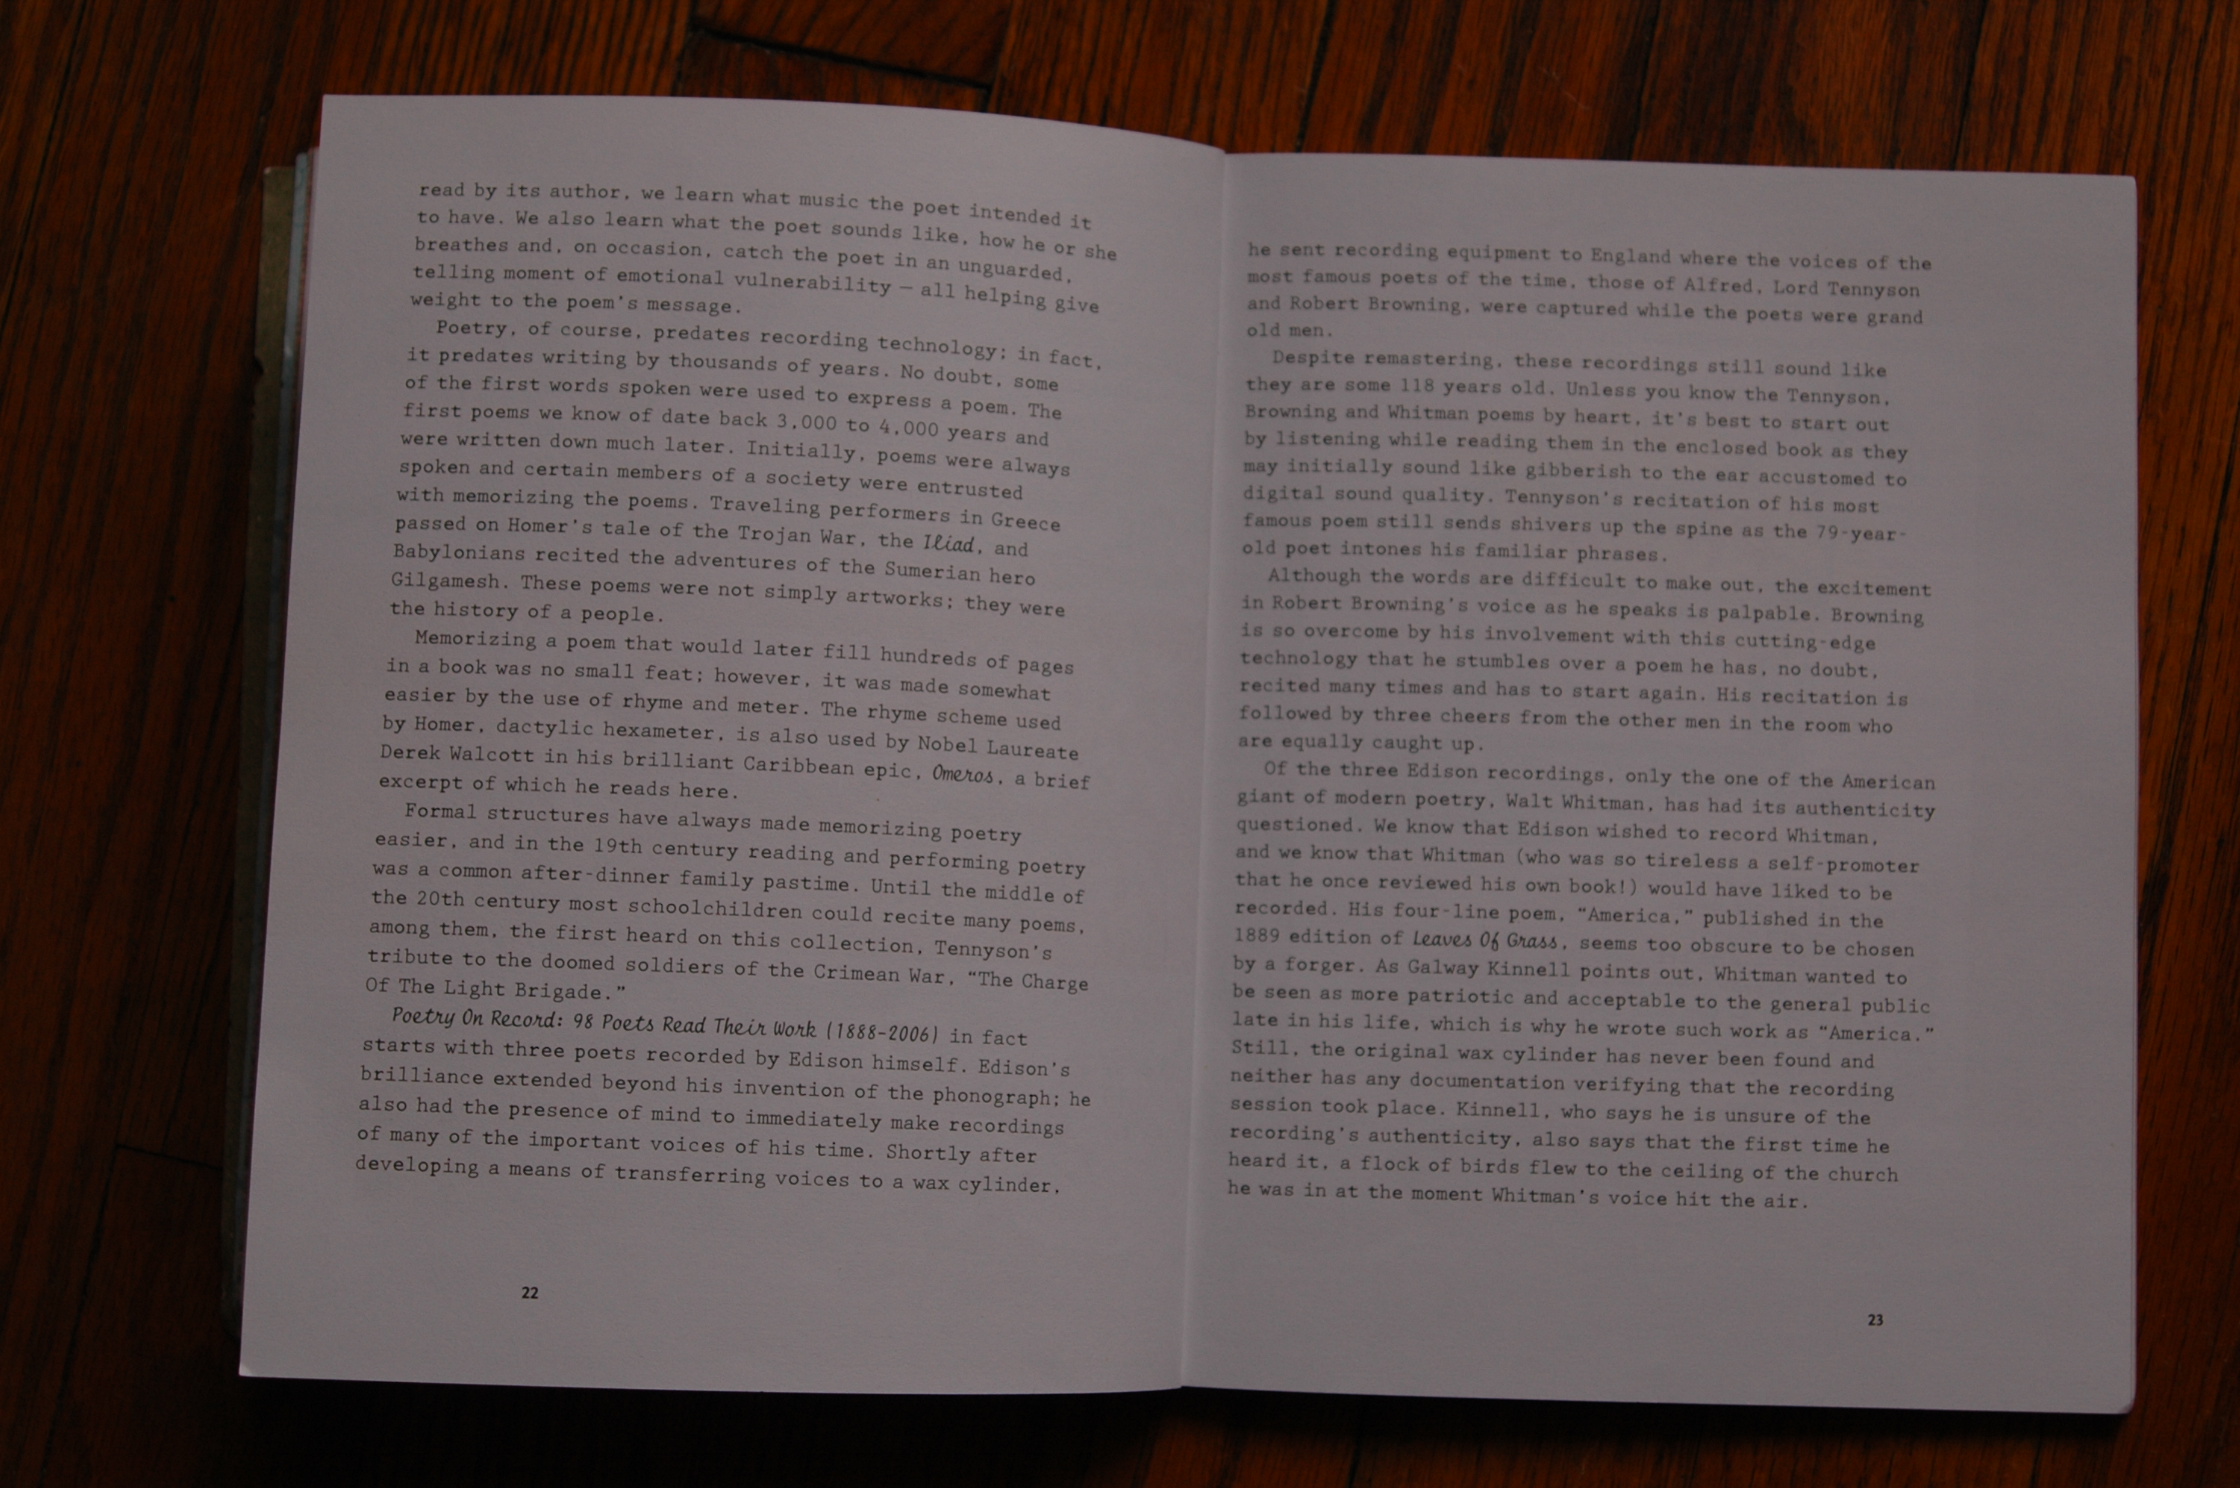 read by its author, we learn what music the poet intended it
to have. We also learn what the poet sounds like, how he or she
breathes and, on occasion, catch the poet in an unguarded,
telling moment of emotional vulnerability — all helping give
weight to the poem's message.
Poetry, of course, predates recording technology; in fact,
it predates writing by thousands of years. No doubt, some
of the first words spoken were used to express a poem. The
first poems we know of date back 3,000 to 4,000 years and
were written down much later. Initially, poems were always
spoken and certain members of a society were entrusted
with memorizing the poems. Traveling performers in Greece
passed on Homer's tale of the Trojan War, the Iliad, and
Babylonians recited the adventures of the Sumerian hero
Gilgamesh. These poems were not simply artworks; they were
the history of a people.
Memorizing a poem that would later fill hundreds of pages
in a book was no small feat; however, it was made somewhat
easier by the use of rhyme and meter. The rhyme scheme used
by Homer, dactylic hexameter, is also used by Nobel Laureate
Derek Walcott in his brilliant Caribbean epic, Omeros, a brief
excerpt of which he reads here.
Formal structures have always made memorizing poetry
easier, and in the 19th century reading and performing poetry
was a common after-dinner family pastime. Until the middle of
the 20th century most schoolchildren could recite many poems,
among them, the first heard on this collection, Tennyson's
tribute to the doomed soldiers of the Crimean War, “The Charge
Of The Light Brigade.”
Poetry On Record: 98 Poets Read Their Work (1888-2006) in fact
starts with three poets recorded by Edison himself. Edison's
brilliance extended beyond his invention of the phonograph; he
also had the presence of mind to immediately make recordings
of many of the important voices of his time. Shortly after
developing a means of transferring voices to a wax cylinder,
22
he sent recording equipment to England where the voices of the
most famous poets of the time, those of Alfred, Lord Tennyson
and Robert Browning, were captured while the poets were grand
old men.
Despite remastering, these recordings still sound like
they are some 118 years old. Unless you know the Tennyson,
Browning and Whitman poems by heart, it's best to start out
by listening while reading them in the enclosed book as they
may initially sound like gibberish to the ear accustomed to
digital sound quality. Tennyson's recitation of his most
famous poem still sends shivers up the spine as the 79-year-
old poet intones his familiar phrases.
Although the words are difficult to make out, the excitement
in Robert Browning's voice as he speaks is palpable. Browning
is so overcome by his involvement with this cutting-edge
technology that he stumbles over a poem he has, no doubt,
recited many times and has to start again. His recitation is
followed by three cheers from the other men in the room who
are equally caught up.
Of the three Edison recordings, only the one of the American
giant of modern poetry, Walt Whitman, has had its authenticity
questioned. We know that Edison wished to record Whitman,
and we know that Whitman (who was so tireless a self-promoter
that he once reviewed his own book!) would have liked to be
recorded. His four-line poem, “America,” published in the
1889 edition of Leaves Of Grass, seems too obscure to be chosen
by a forger. As Galway Kinnell points out, Whitman wanted to
be seen as more patriotic and acceptable to the general public
late in his life, which is why he wrote such work as “America.”
Still, the original wax cylinder has never been found and
neither has any documentation verifying that the recording
session took place. Kinnell, who says he is unsure of the
recording's authenticity, also says that the first time he
heard it, a flock of birds flew to the ceiling of the church
he was in at the moment Whitman's voice hit the air.
23